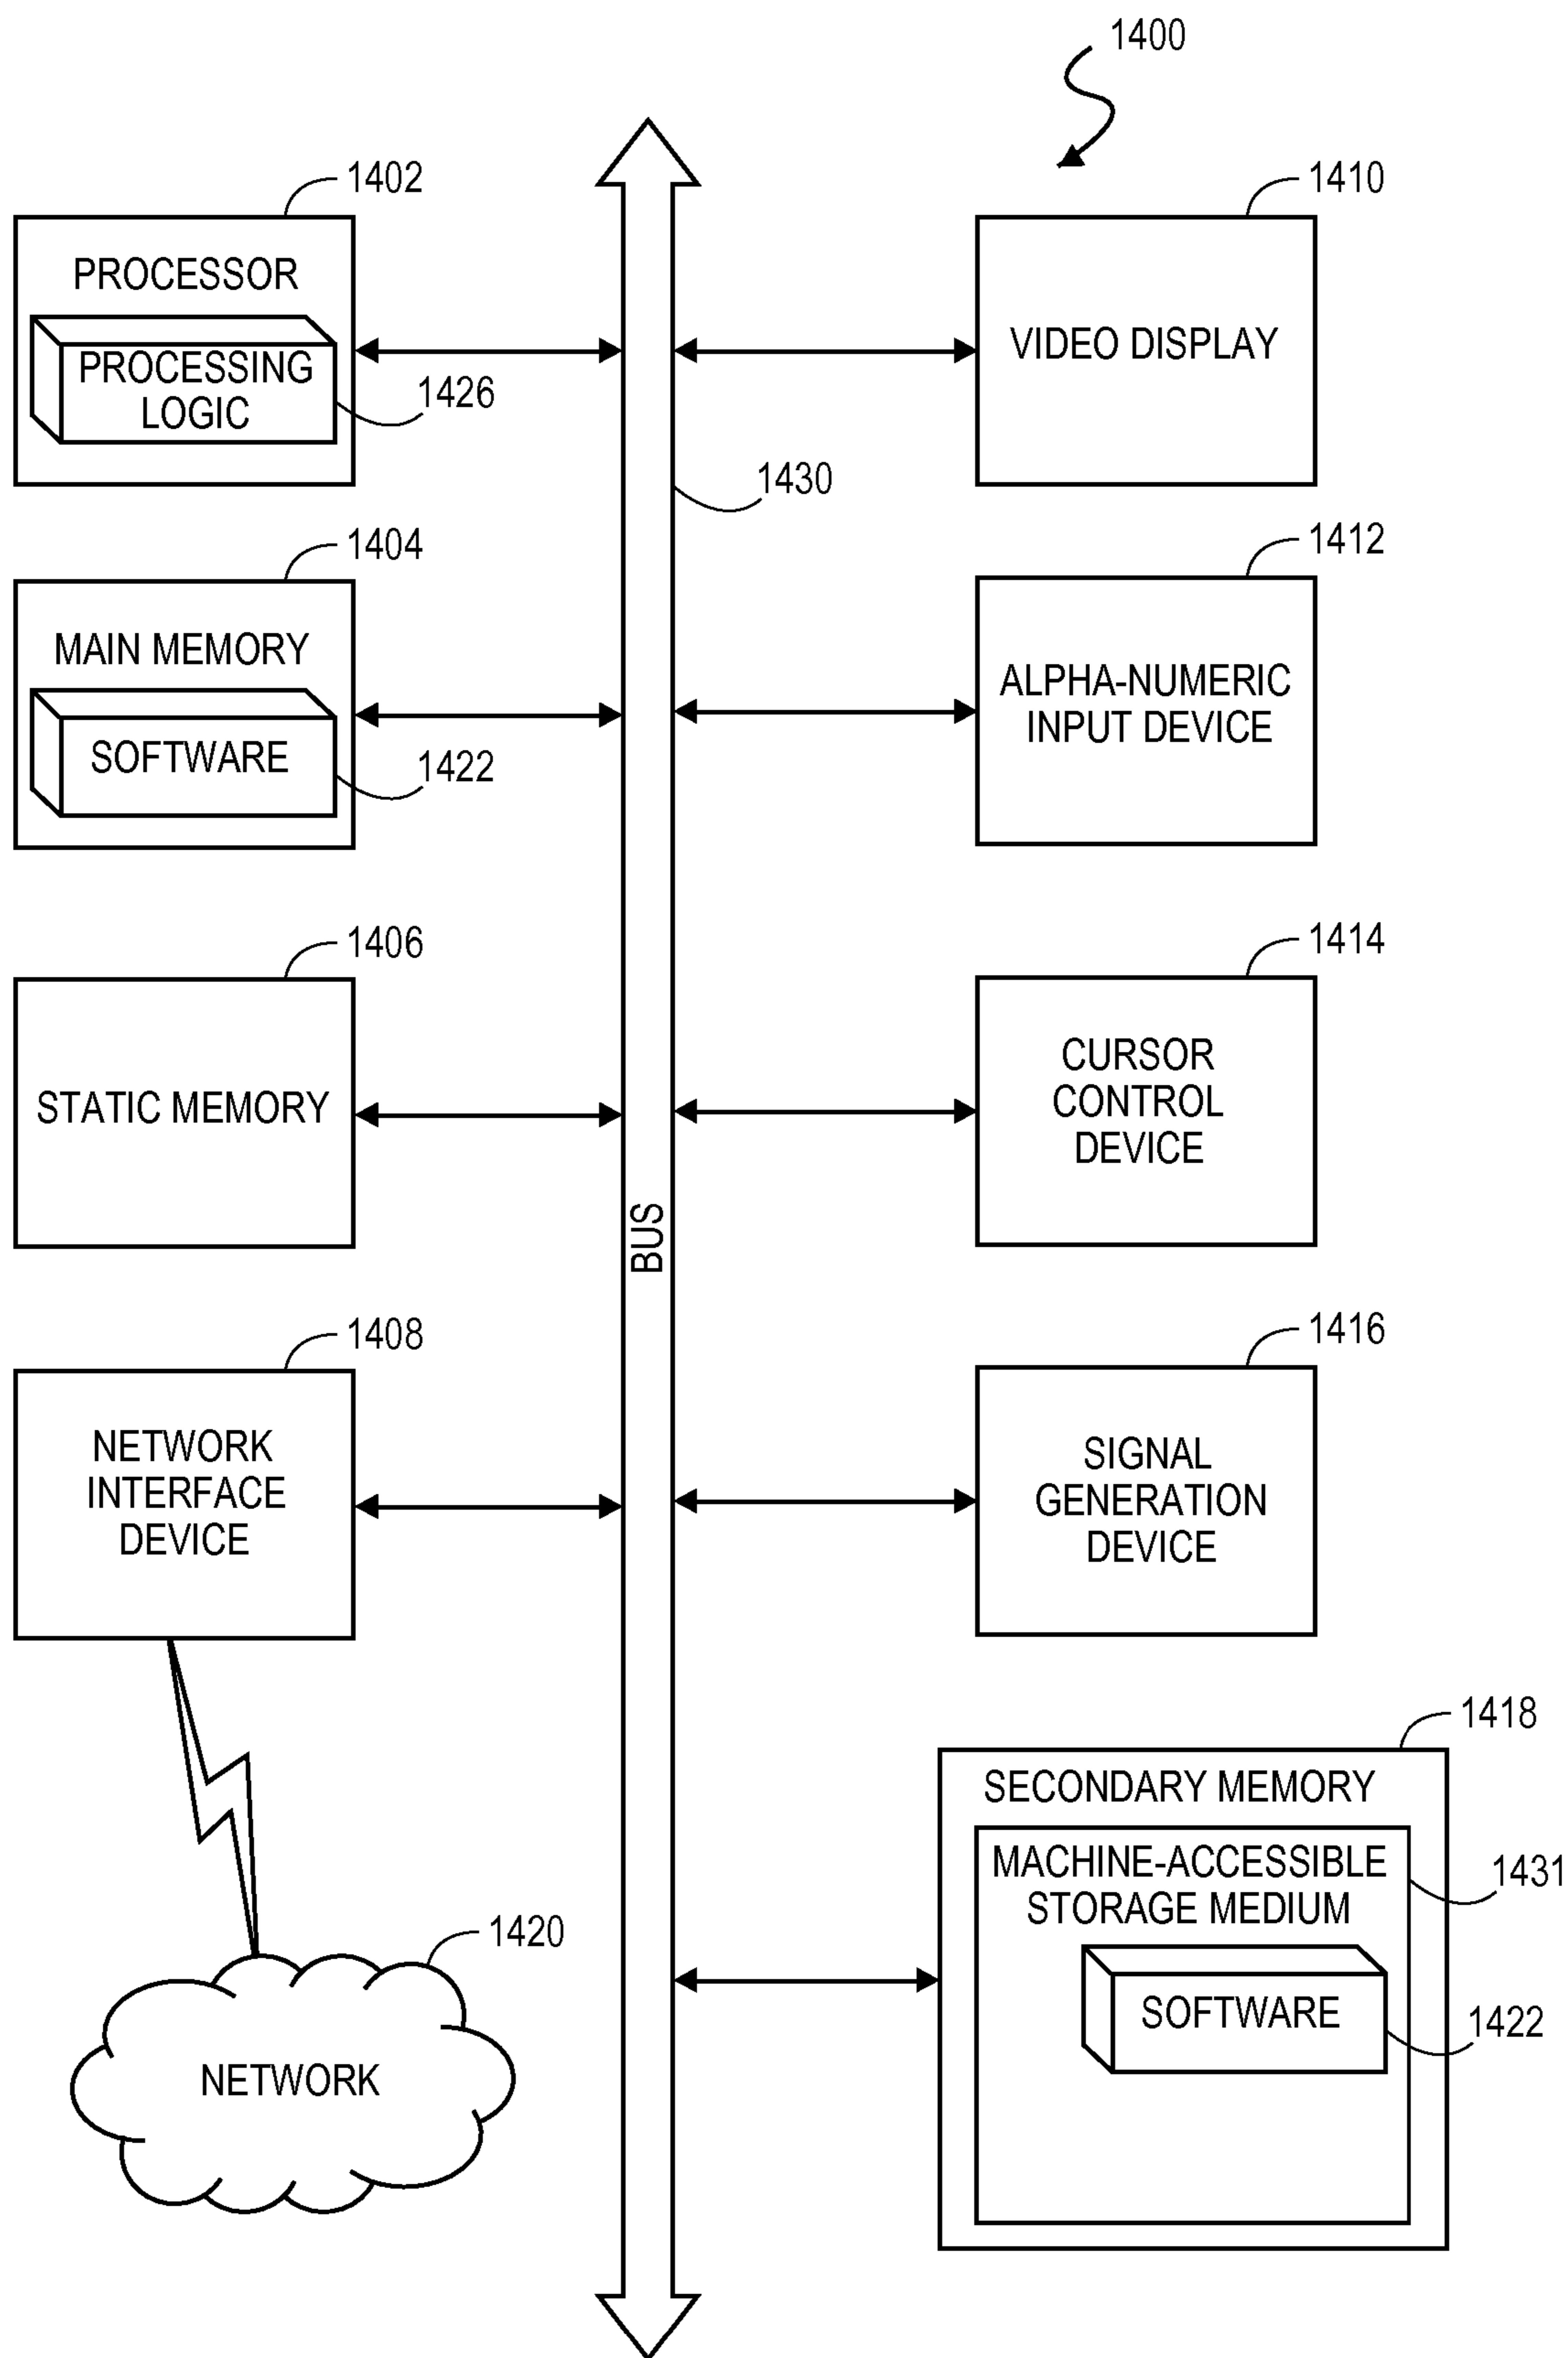 1400
1402
PROCESSOR
PROCESSING
LOGIC
1426
1404
MAIN MEMORY
SOFTWARE
1422
1406
STATIC MEMORY
1408
NETWORK
INTERFACE
DEVICE
1420
NETWORK
1430
BUS
1410
VIDEO DISPLAY
1412
ALPHA-NUMERIC
INPUT DEVICE
1414
CURSOR
CONTROL
DEVICE
1416
SIGNAL
GENERATION
DEVICE
1418
SECONDARY MEMORY
MACHINE-ACCESSIBLE
STORAGE MEDIUM
1431
SOFTWARE
1422